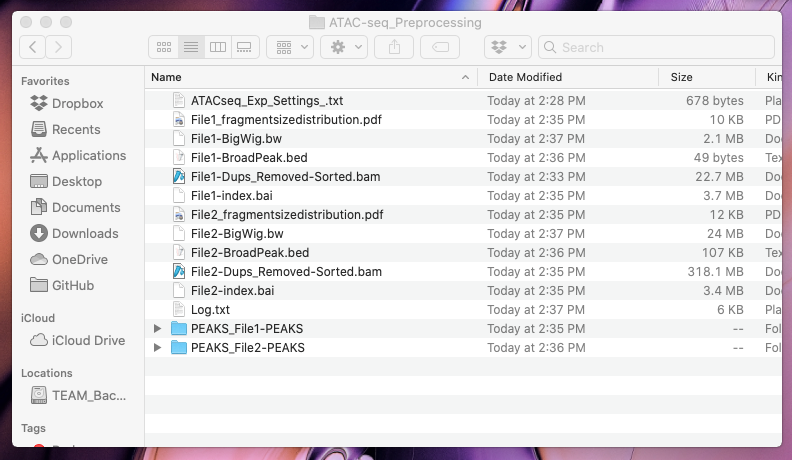 ATAC-seq_Preprocessing
Search
Favorites
Dropbox
Recents
Applications
Desktop
Documents
Downloads
OneDrive
GitHub
iCloud
iCloud Drive
Locations
TEAM_Bac...
Tags
Name Date Modified Size Kin
ATACseq_Exp_Settings_.txt Today at 2:28 PM 678 bytes Pla
File1_fragmentsizedistribution.pdf Today at 2:35 PM 10 KB PD
File1-BigWig.bw Today at 2:37 PM 2.1 MB Doc
File1-BroadPeak.bed Today at 2:36 PM 49 bytes Tex
File1-Dups_Removed-Sorted.bam Today at 2:33 PM 22.7 MB Doc
File1-index.bai Today at 2:35 PM 3.7 MB Doc
File2_fragmentsizedistribution.pdf Today at 2:35 PM 12 KB PD
File2-BigWig.bw Today at 2:37 PM 24 MB Doc
File2-BroadPeak.bed Today at 2:36 PM 107 KB Tex
File2-Dups_Removed-Sorted.bam Today at 2:35 PM 318.1 MB Doc
File2-index.bai Today at 2:35 PM 3.4 MB Doc
Log.txt Today at 2:37 PM 6 KB Pla
PEAKS_File1-PEAKS Today at 2:35 PM -- Fol
PEAKS_File2-PEAKS Today at 2:36 PM -- Fol